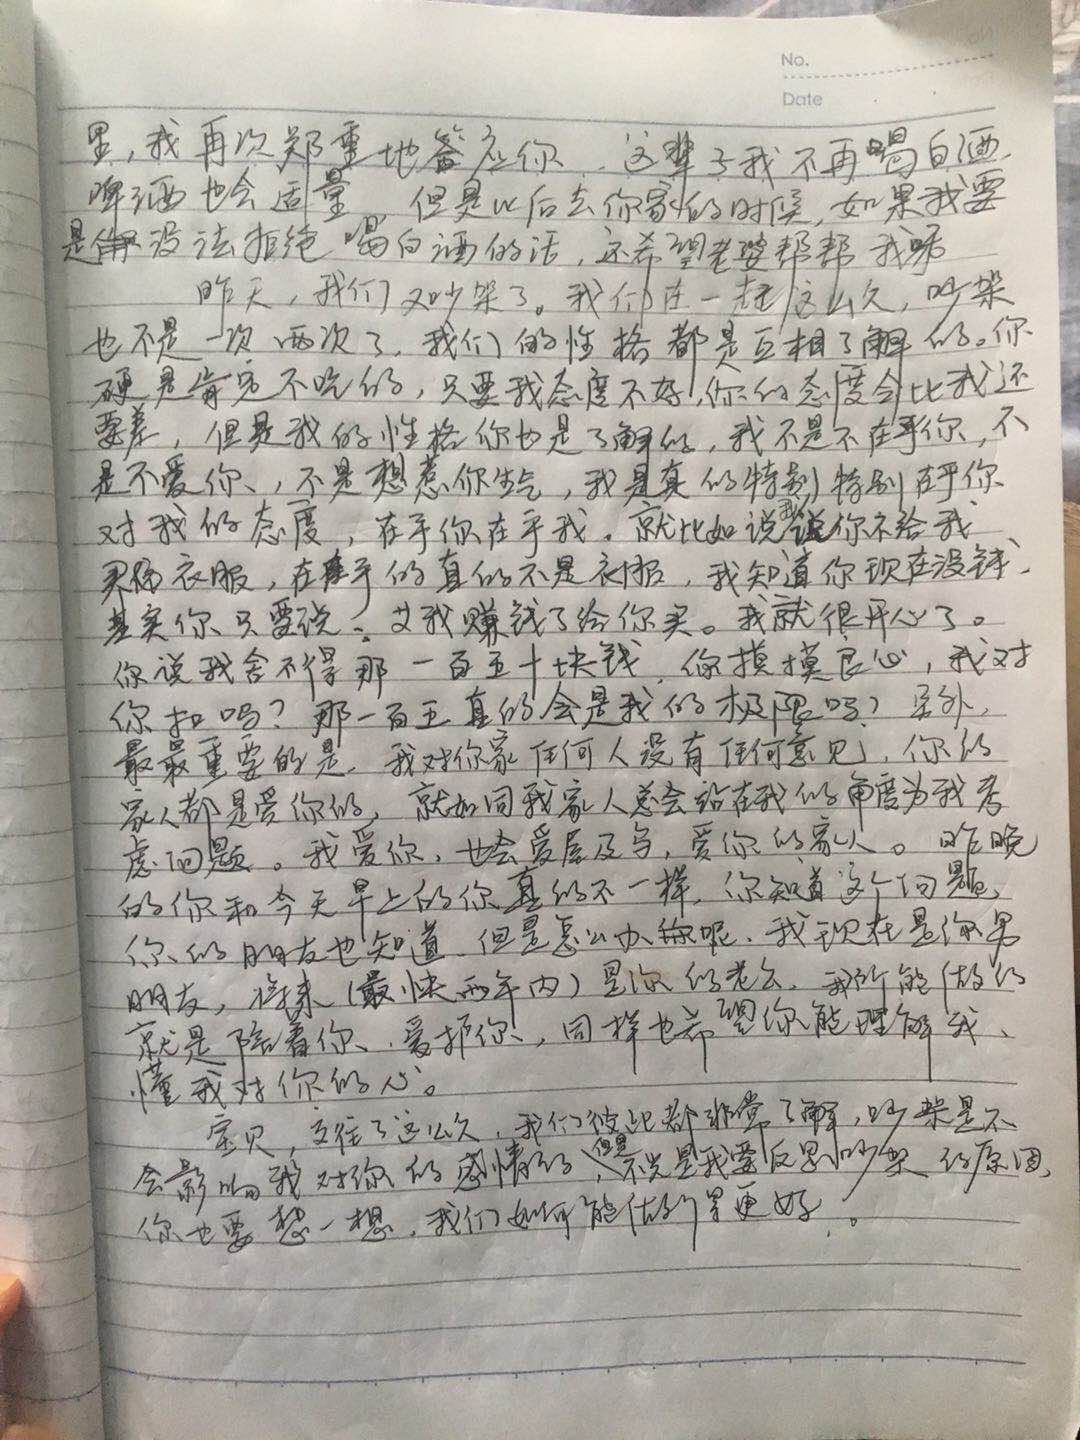 No.
Date
里,我再次郑重地答应你,这辈子我不再喝白酒,
啤酒也会适量,但是以后去你家的时候,如果我要
是没法拒绝喝白酒的话,还希望老婆帮帮我嘛
昨天,我们又吵架了。我们在一起这么久,吵架
也不是一次两次了,我们的性格都是互相了解的。你
硬是肯定不吃的,只要我态度不好,你的态度会比我还
要差,但是我的性格你也是了解的,我不是不在乎你,不
是不爱你、,不是想惹你生气,我是真的特别特别在乎你
对我的态度,在乎你在乎我。就比如说我说你不给我
买衣服,在乎的真的不是衣服,我知道你现在没钱,
其实你只要说:等我赚钱了给你买。我就很开心了。
你说我舍不得那一百五十块钱,你摸摸良心,我对
你扣吗?那一百五真的会是我的极限吗?另外,
最最重要的是,我对你家任何人没有任何意见,你的
家人都是爱你的,就如同我家人总会站在我的角度为我考
虑问题。我爱你,也会爱屋及乌,爱你的家人。昨晚
的你和今天早上的你真的不一样,你知道这个问题,
你的朋友也知道,但是怎么办呢,我现在是你男
朋友,将来(最快两年内)是你的老公,我所能做的
就是陪着你、爱护你,同样也希望你能理解我、
懂我对你的心。
宝贝,交往了这么久,我们彼此都非常了解,吵架是不
会影响我对你的感情的,但是不光是我要反思吵架的原因,
你也要想一想,我们如何能做得更好。